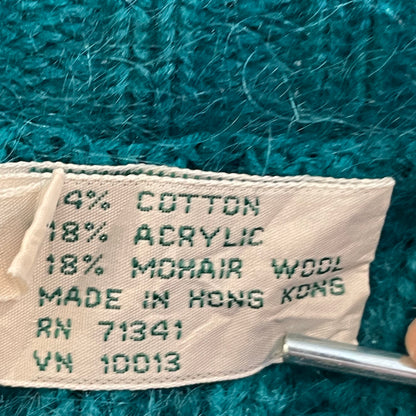 4% COTTON
18% ACRYLIC
18% MOHAIR WOOL
MADE IN HONG KONG
RN 71341
VN 10013